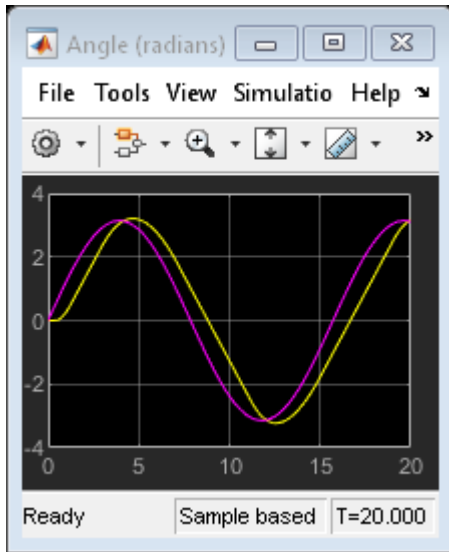 Angle (radians)
File Tools View Simulatio Help
4
2
0
-2
-4
0 5 10 15 20
Ready Sample based T=20.000